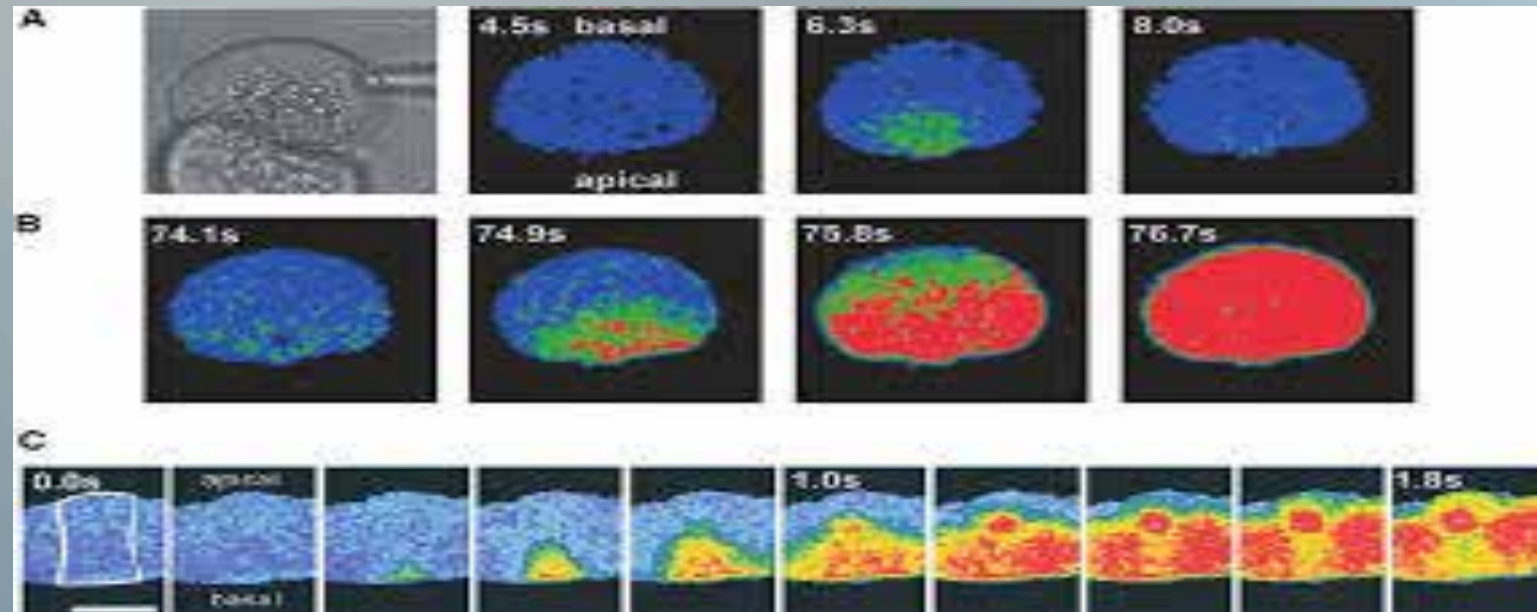 A
4.5s basal
6.3s
8.0s
apical
B
74.1s
74.9s
75.8s
76.7s
C
0.0s
apical
1.0s
1.8s
basal